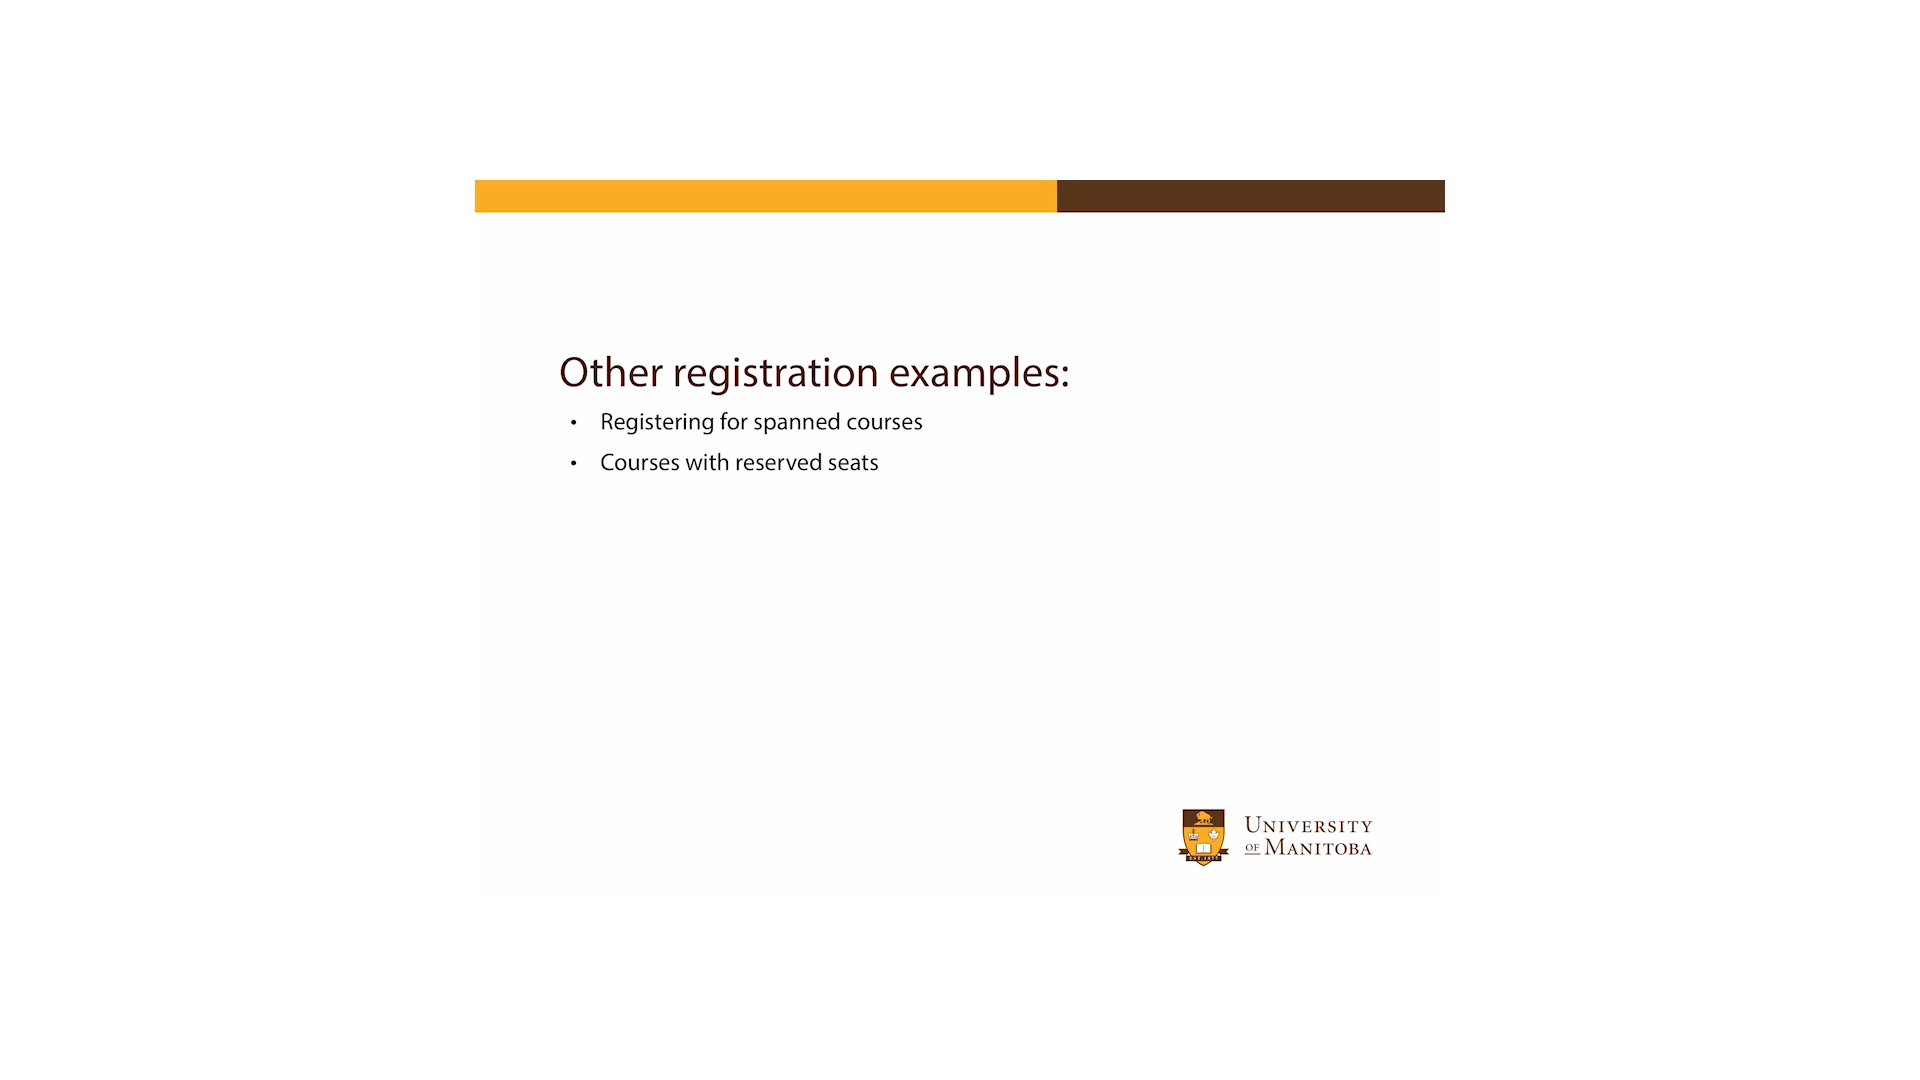 Other registration examples:
• Registering for spanned courses
• Courses with reserved seats
UNIVERSITY
OF MANITOBA